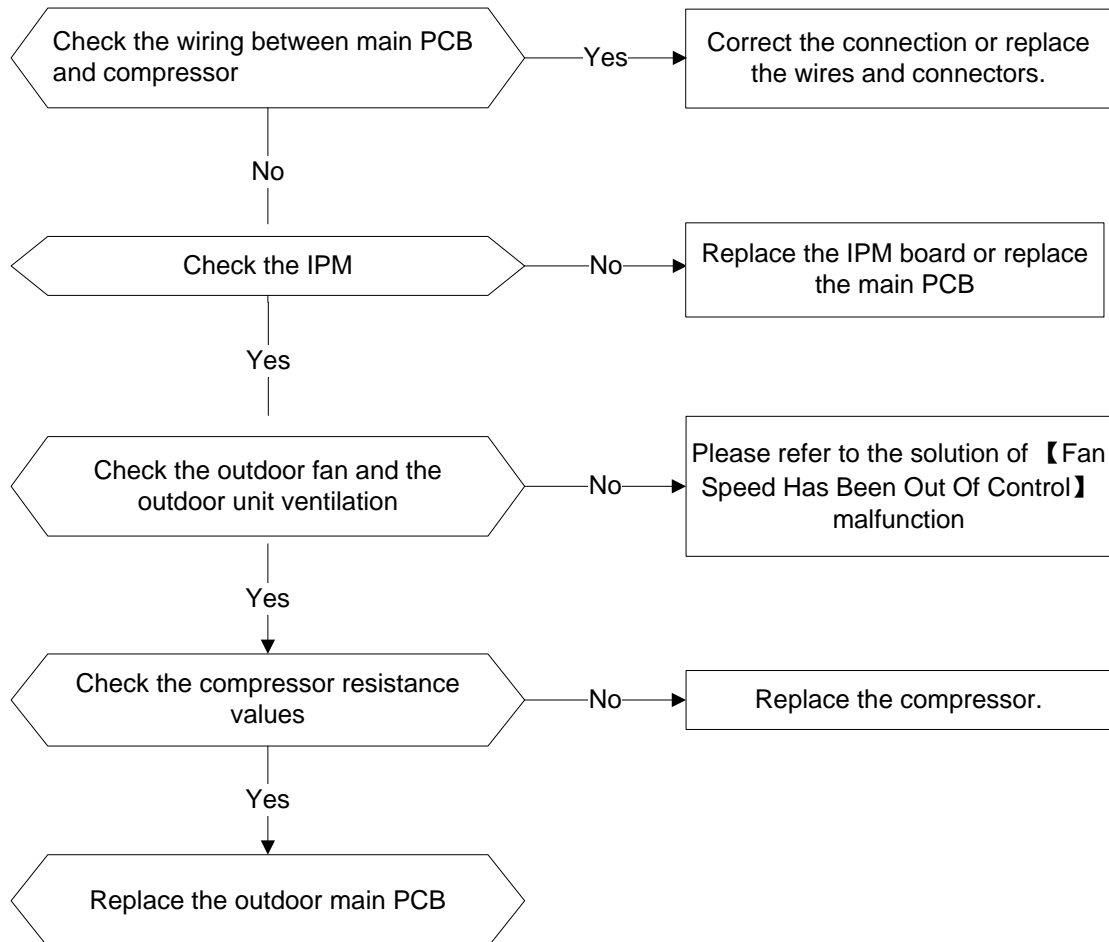 Check the wiring between main PCB
and compressor
Yes
Correct the connection or replace
the wires and connectors.
No
Check the IPM
No
Replace the IPM board or replace
the main PCB
Yes
Check the outdoor fan and the
outdoor unit ventilation
No
Please refer to the solution of 【Fan
Speed Has Been Out Of Control】
malfunction
Yes
Check the compressor resistance
values
No
Replace the compressor.
Yes
Replace the outdoor main PCB